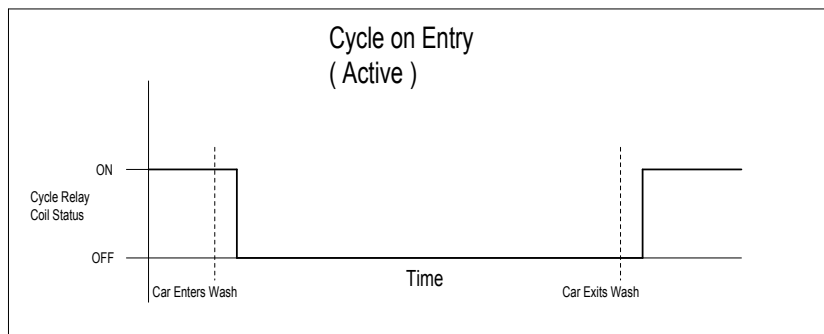 Cycle on Entry
( Active )
ON
Cycle Relay
Coil Status
OFF
Time
Car Enters Wash
Car Exits Wash